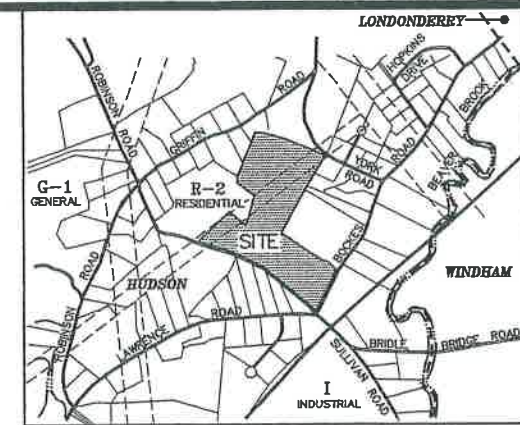 LONDONDERRY
HOPKINS
DRIVE
ROBINSON
ROAD
GRIFFIN
ROAD
BROOK
BEAVER
YORK
ROAD
ROAD
BOCKES
G-1
GENERAL
R-2
RESIDENTIAL
SITE
WINDHAM
HUDSON
ROAD
ROBINSON
LAWRENCE
ROAD
BRIDLE
BRIDGE ROAD
SULLIVAN ROAD
I
INDUSTRIAL